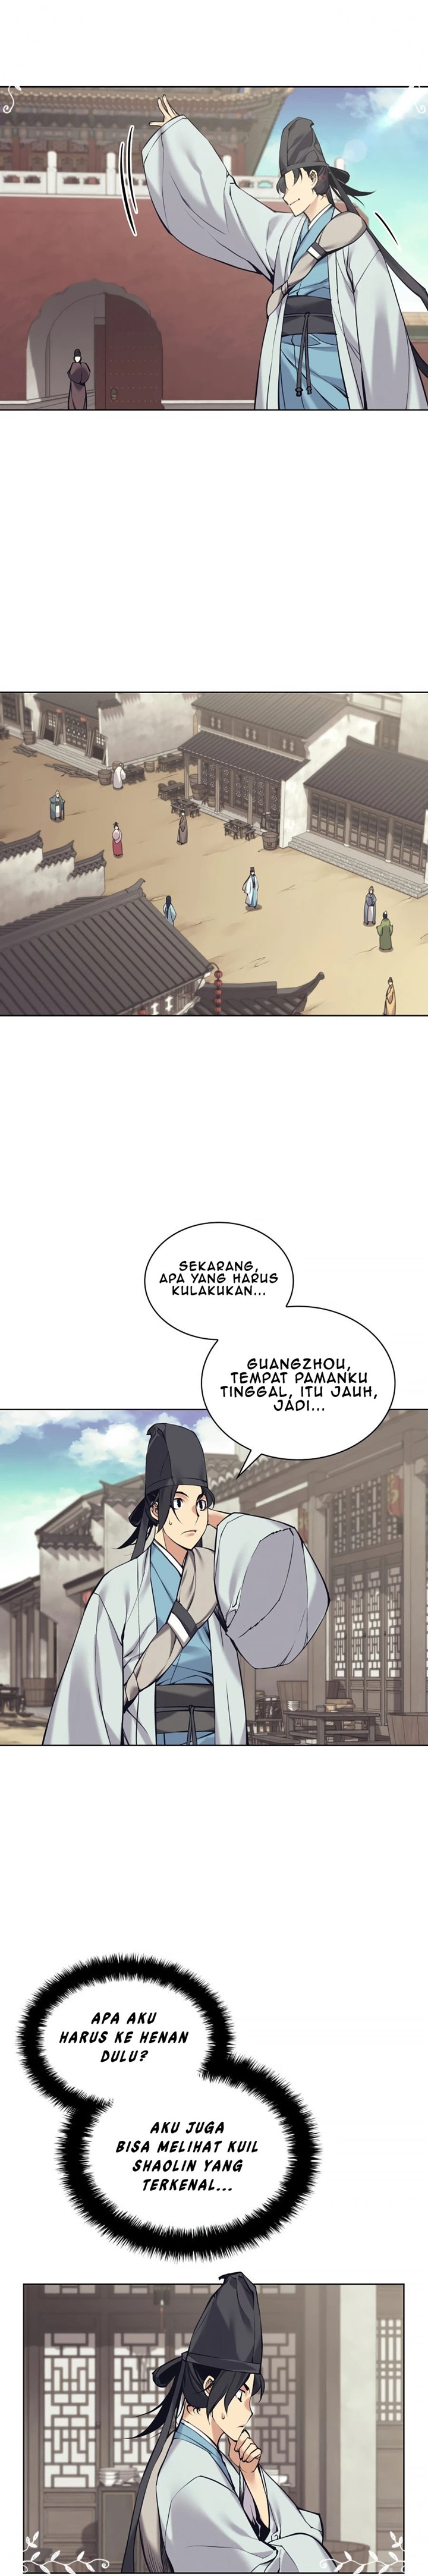 SEKARANG,
APA YANG HARUS
KULAKUKAN...
GUANGZHOU,
TEMPAT PAMANKU
TINGGAL, ITU JAUH,
JADI...
APA AKU
HARUS KE HENAN
DULU?
AKU JUGA
BISA MELIHAT KUIL
SHAOLIN YANG
TERKENAL...